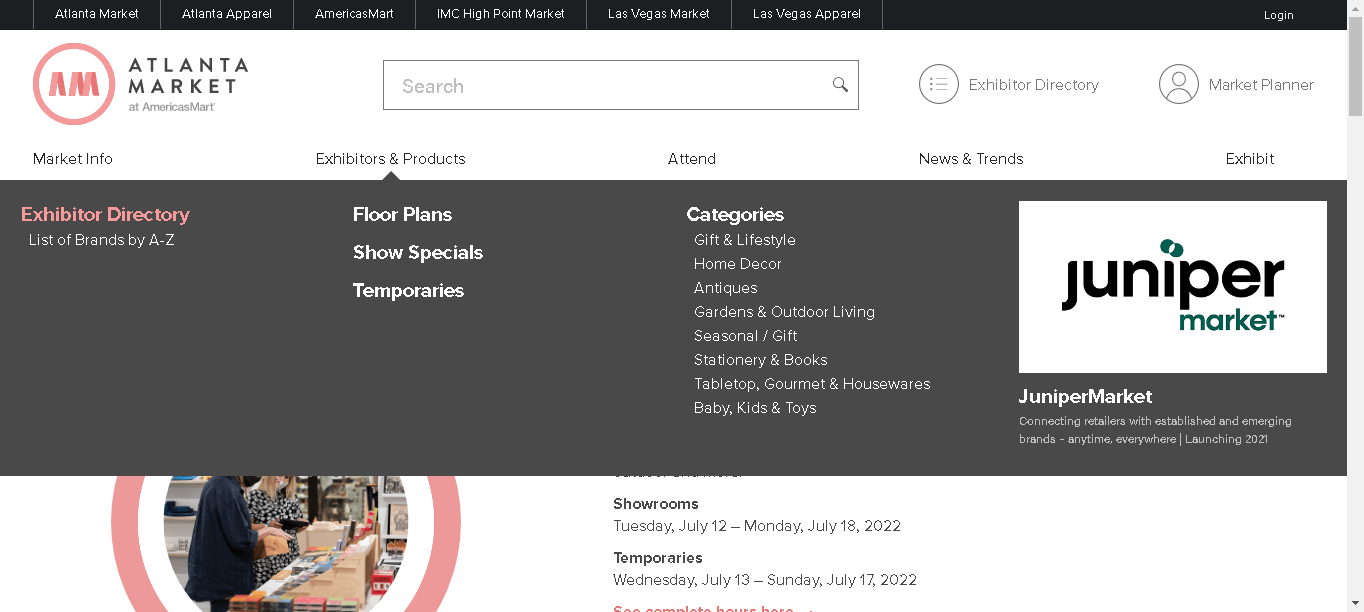 Atlanta Market
Atlanta Apparel
AmericasMart
IMC High Point Market
Las Vegas Market
Las Vegas Apparel
Login
AM
ATLANTA
MARKET
at AmericasMart
Search
Exhibitor Directory
Market Planner
Market Info
Exhibitors & Products
Attend
News & Trends
Exhibit
Exhibitor Directory
List of Brands by A-Z
Floor Plans
Show Specials
Temporaries
Categories
Gift & Lifestyle
Home Decor
Antiques
Gardens & Outdoor Living
Seasonal / Gift
Stationery & Books
Tabletop, Gourmet & Housewares
Baby, Kids & Toys
juniper
market™
JuniperMarket
Connecting retailers with established and emerging
brands - anytime, everywhere | Launching 2021
Showrooms
Tuesday, July 12 – Monday, July 18, 2022
Temporaries
Wednesday, July 13 – Sunday, July 17, 2022
See complete hours here